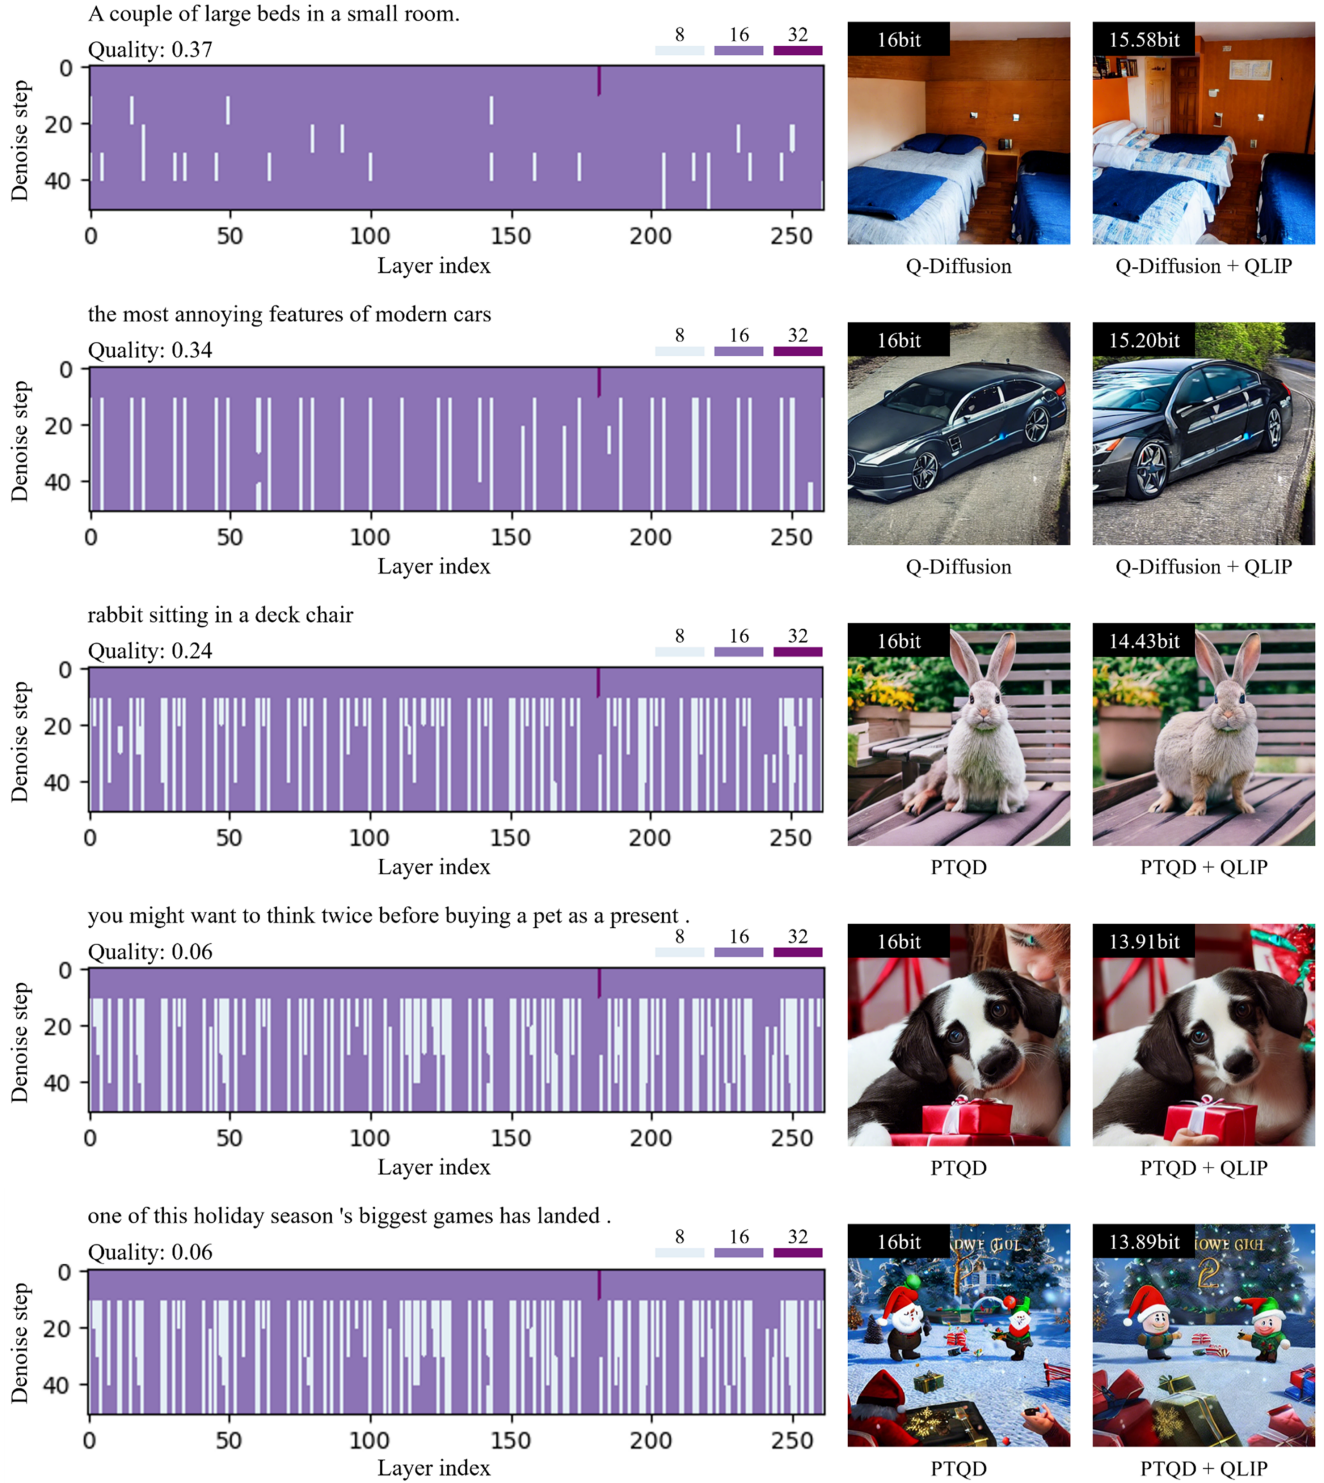 A couple of large beds in a small room.
Quality: 0.37
8 16 32
0
20
40
Denoise step
0 50 100 150 200 250
Layer index
16bit
Q-Diffusion
15.58bit
Q-Diffusion + QLIP
the most annoying features of modern cars
Quality: 0.34
8 16 32
0
20
40
Denoise step
0 50 100 150 200 250
Layer index
16bit
Q-Diffusion
15.20bit
Q-Diffusion + QLIP
rabbit sitting in a deck chair
Quality: 0.24
8 16 32
0
20
40
Denoise step
0 50 100 150 200 250
Layer index
16bit
PTQD
14.43bit
PTQD + QLIP
you might want to think twice before buying a pet as a present .
Quality: 0.06
8 16 32
0
20
40
Denoise step
0 50 100 150 200 250
Layer index
16bit
PTQD
13.91bit
PTQD + QLIP
one of this holiday season 's biggest games has landed .
Quality: 0.06
8 16 32
0
20
40
Denoise step
0 50 100 150 200 250
Layer index
16bit
PTQD
13.89bit
2
PTQD + QLIP